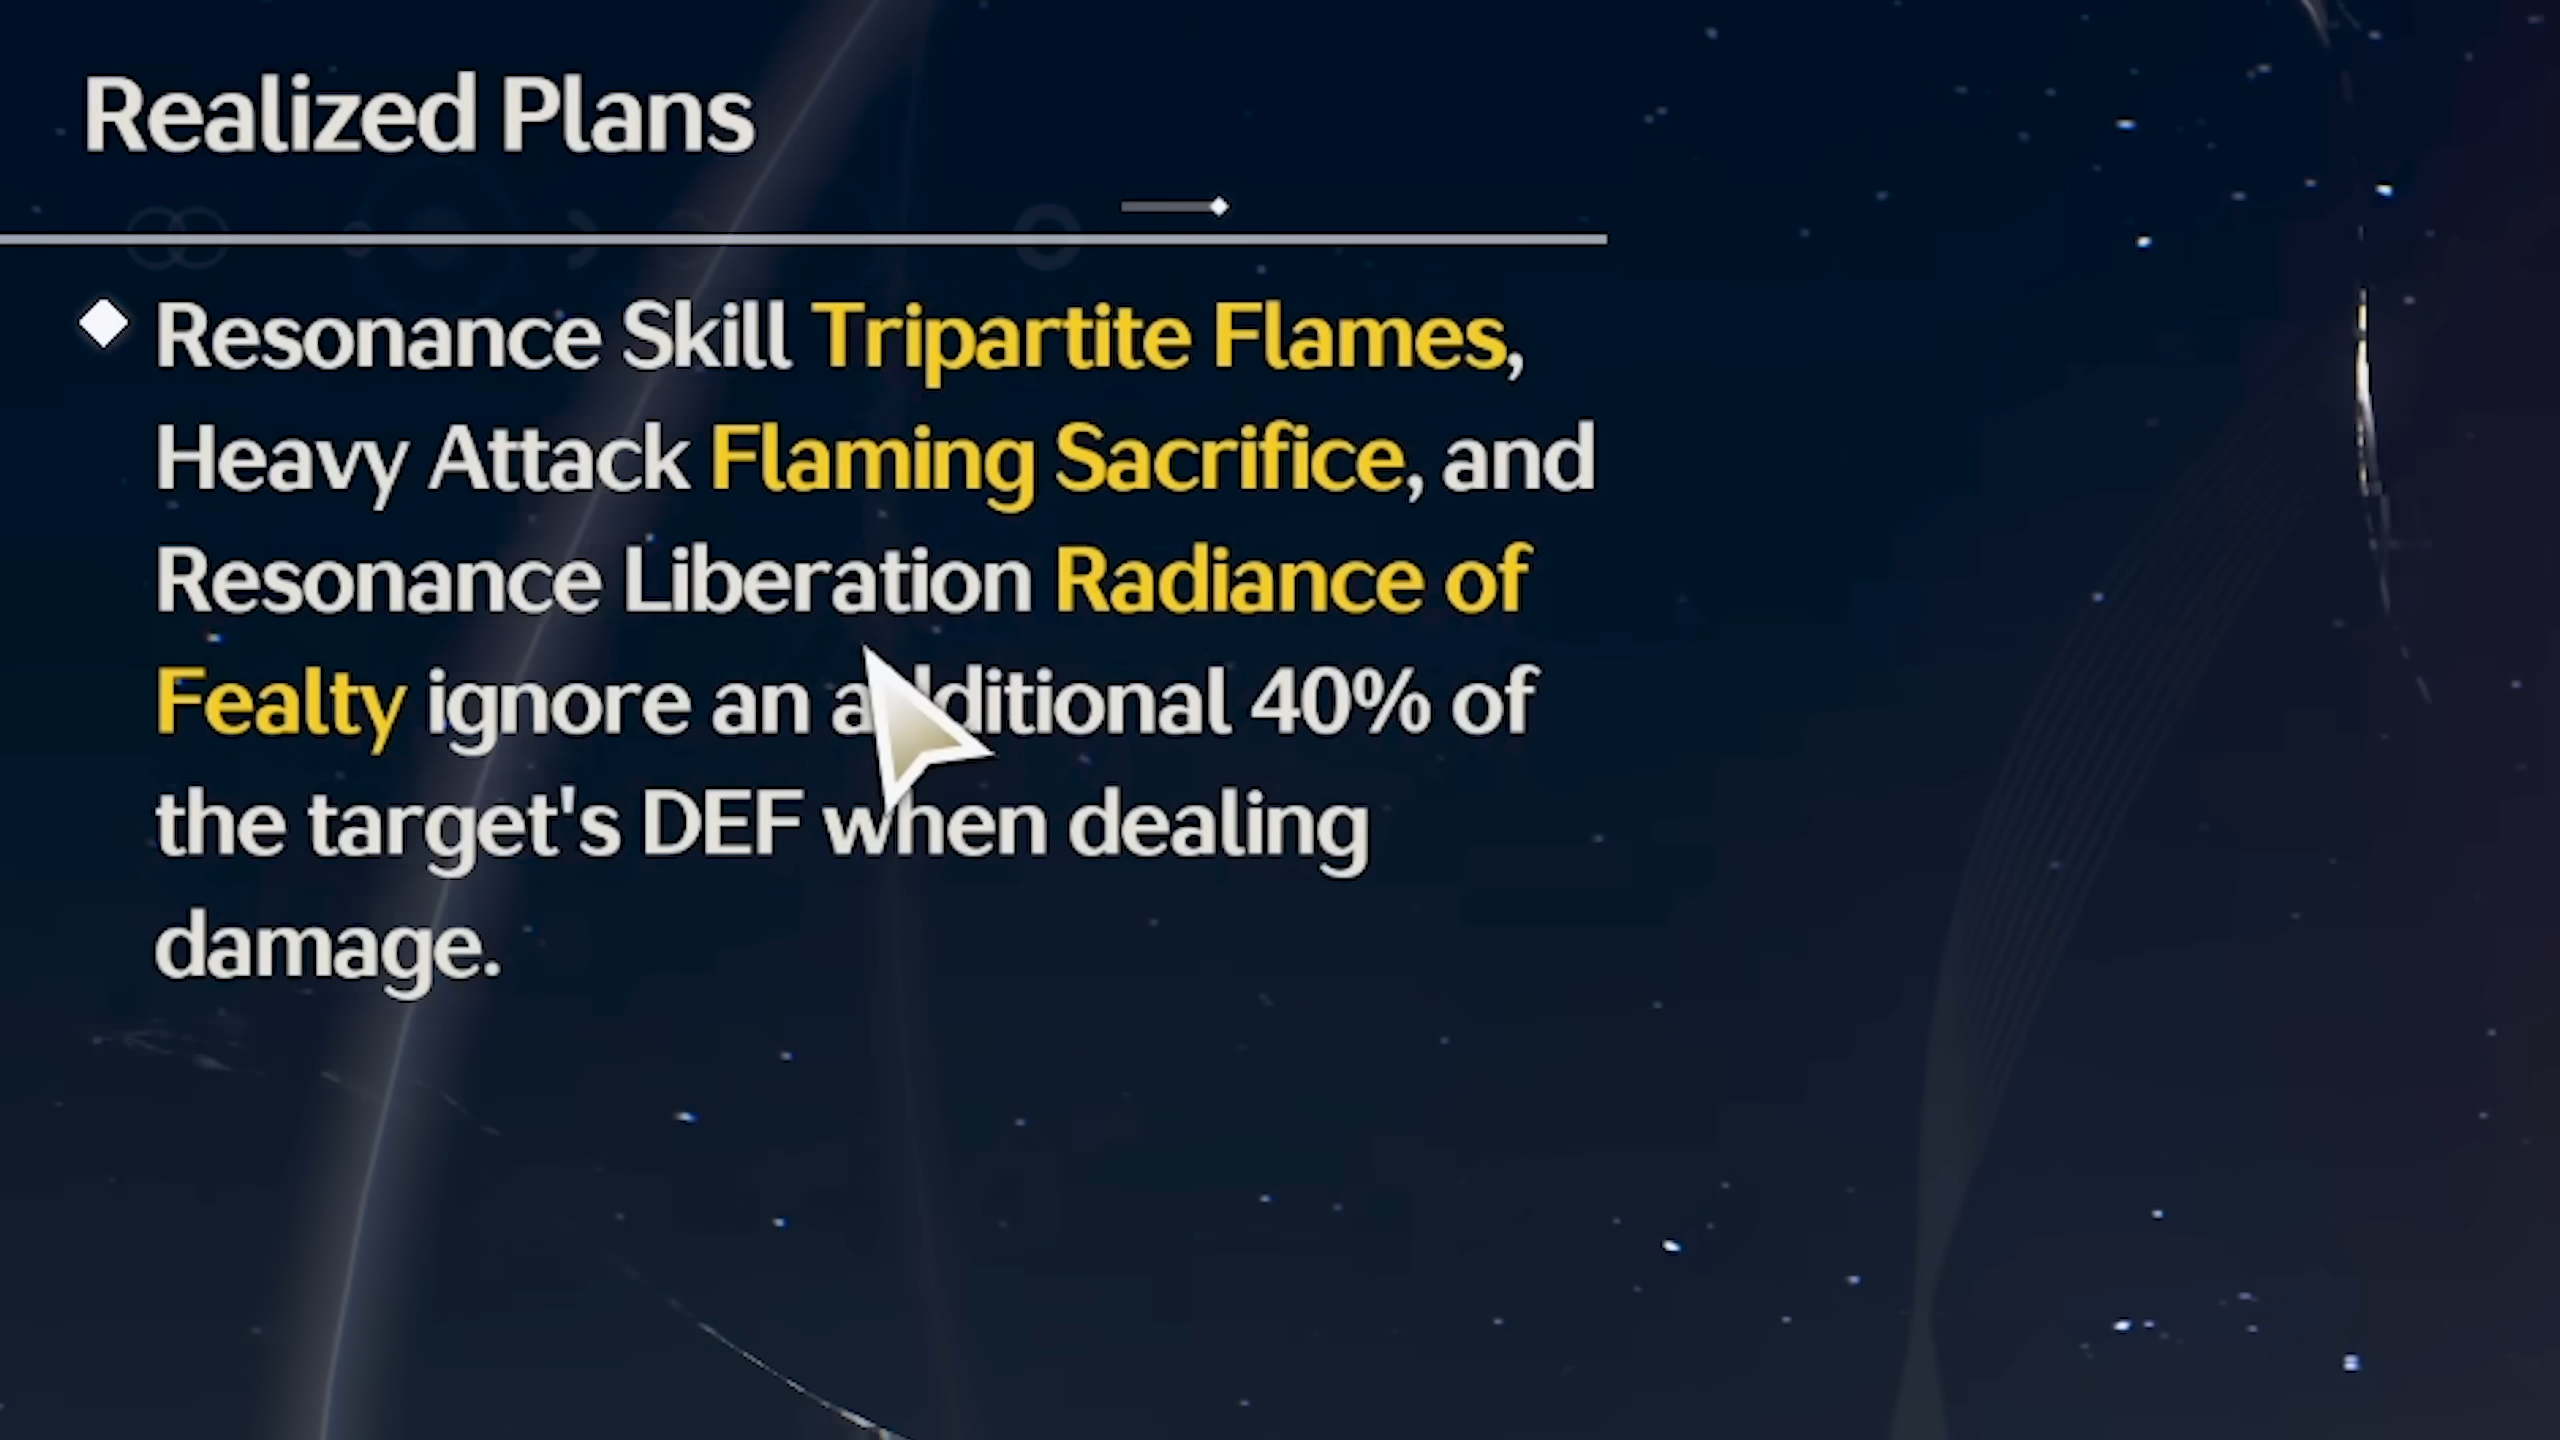 Realized Plans
Resonance Skill Tripartite Flames,
Heavy Attack Flaming Sacrifice, and
Resonance Liberation Radiance of
Fealty ignore an additional 40% of
the target's DEF when dealing
damage.